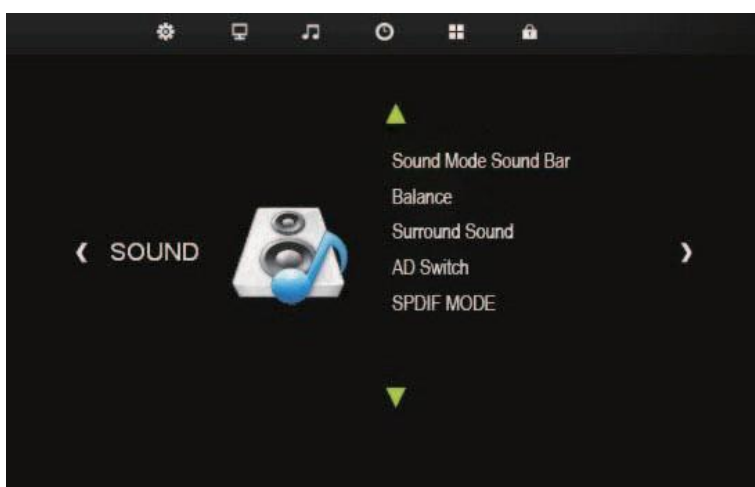 SOUND
Sound Mode Sound Bar
Balance
Surround Sound
AD Switch
SPDIF MODE